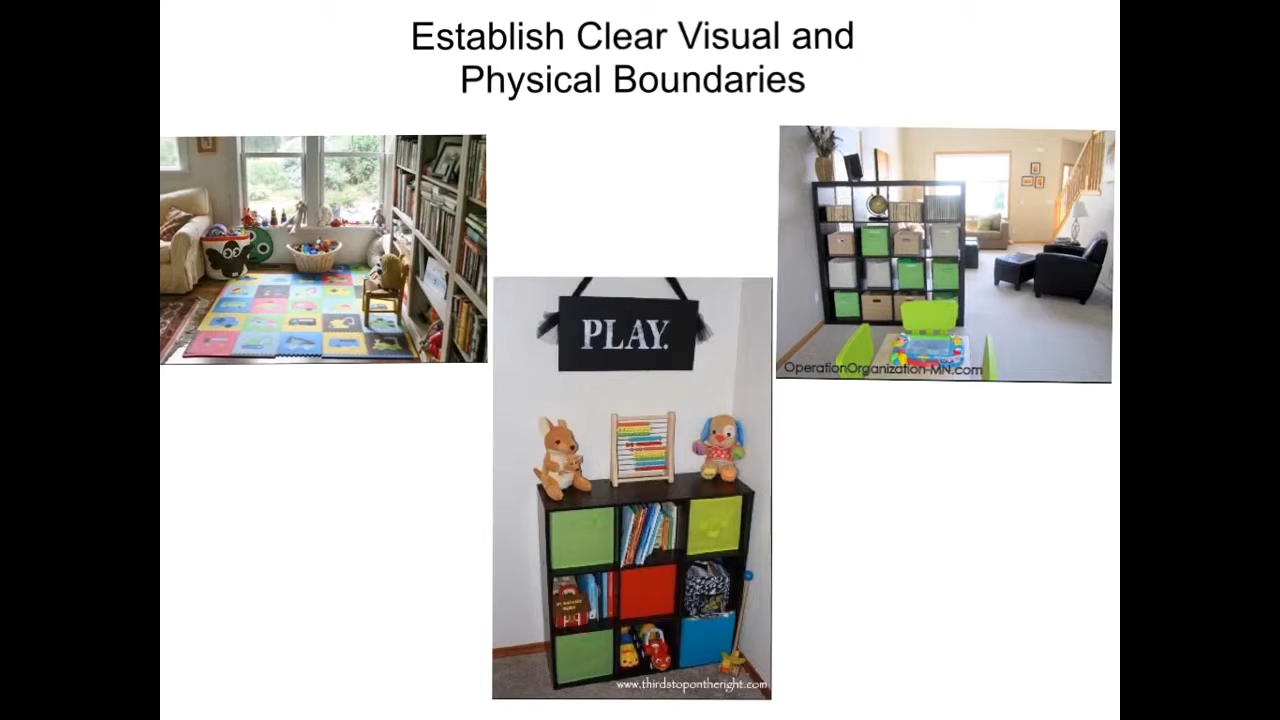 Establish Clear Visual and
Physical Boundaries
OperationOrganization-MN.com
PLAY.
www.thirdstopontheright.com